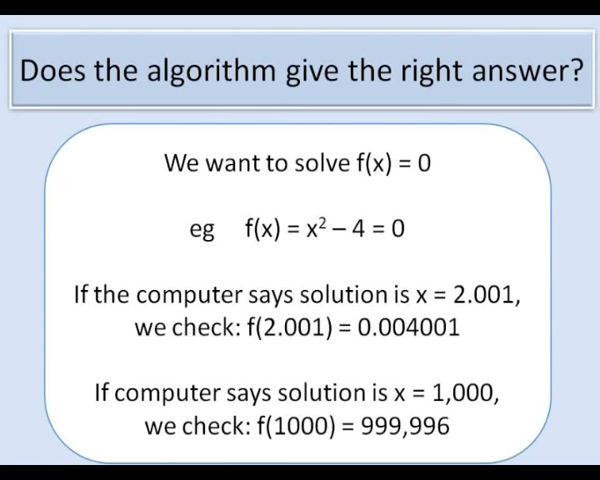 Does the algorithm give the right answer?
We want to solve f(x) = 0
eg f(x) = x² – 4 = 0
If the computer says solution is x = 2.001,
we check: f(2.001) = 0.004001
If computer says solution is x = 1,000,
we check: f(1000) = 999,996